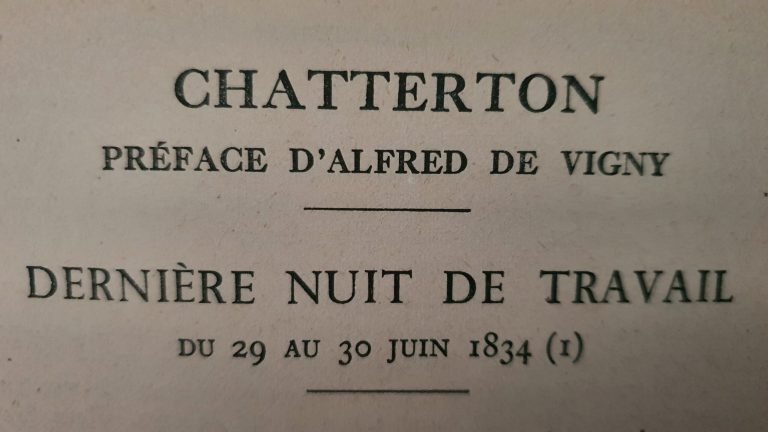 CHATTERTON
PRÉFACE D'ALFRED DE VIGNY
DERNIÈRE NUIT DE TRAVAIL
DU 29 AU 30 JUIN 1834 (1)